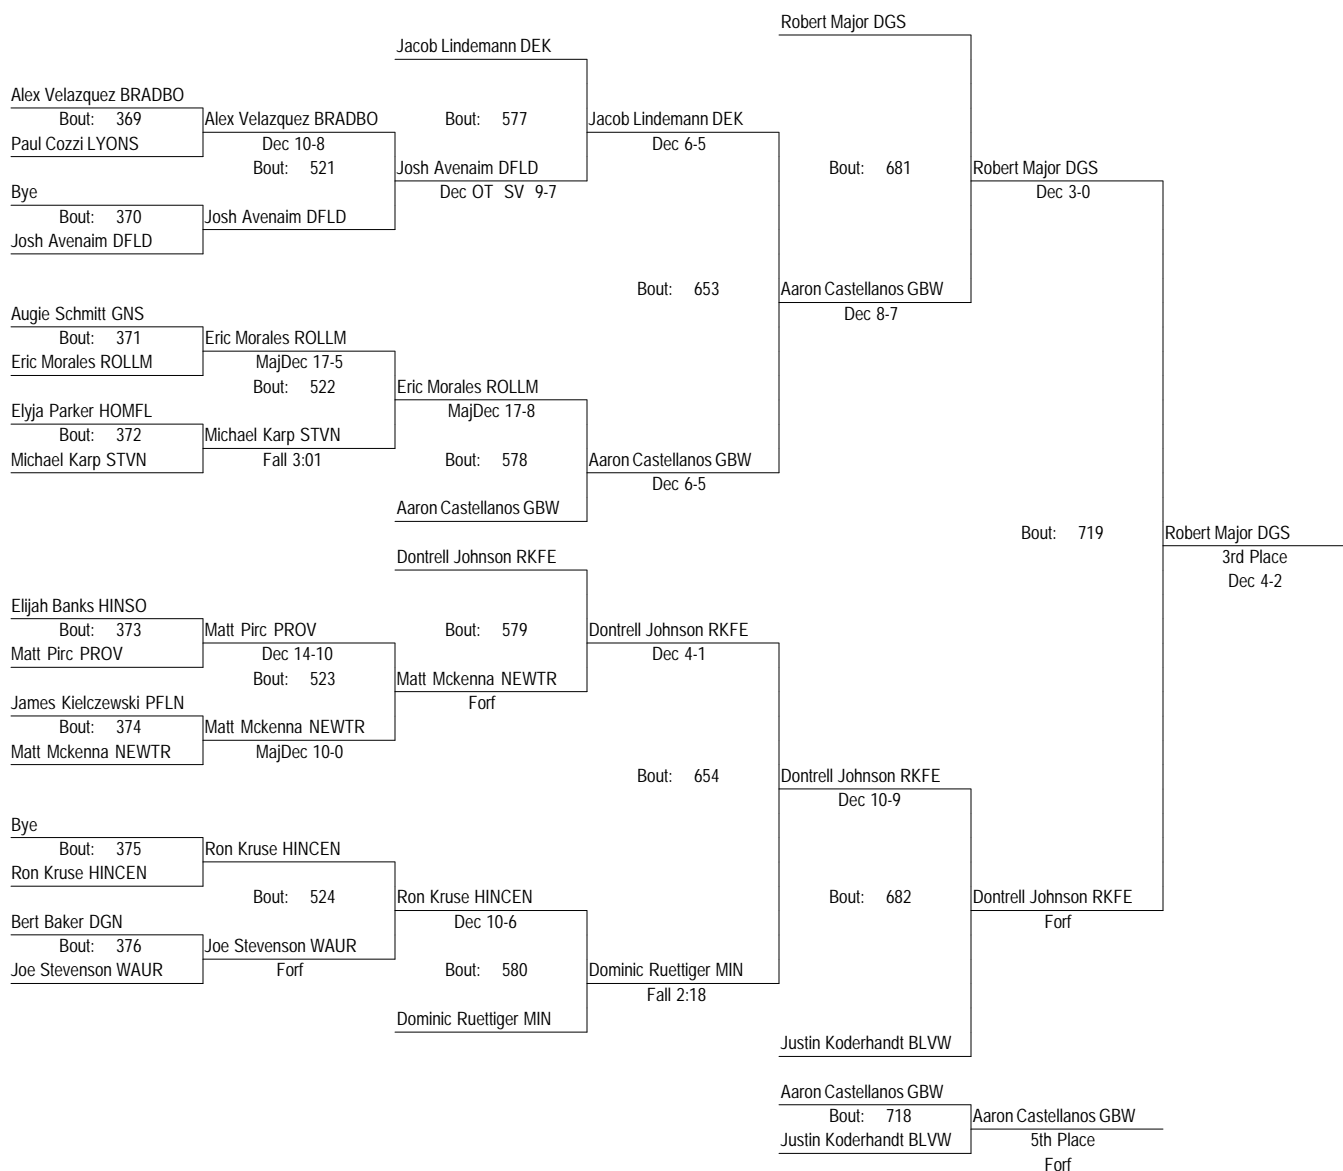 Robert Major DGS
Jacob Lindemann DEK
Alex Velazquez BRADBO
Bout: 369
Alex Velazquez BRADBO
Bout: 577
Jacob Lindemann DEK
Paul Cozzi LYONS
Dec 10-8
Dec 6-5
Bout: 521
Josh Avenaim DFLD
Bout: 681
Robert Major DGS
Bye
Dec OT SV 9-7
Dec 3-0
Bout: 370
Josh Avenaim DFLD
Josh Avenaim DFLD
Bout: 653
Aaron Castellanos GBW
Augie Schmitt GNS
Dec 8-7
Bout: 371
Eric Morales ROLLM
Eric Morales ROLLM
MajDec 17-5
Bout: 522
Eric Morales ROLLM
Elyja Parker HOMFL
MajDec 17-8
Bout: 372
Michael Karp STVN
Michael Karp STVN
Fall 3:01
Bout: 578
Aaron Castellanos GBW
Dec 6-5
Aaron Castellanos GBW
Bout: 719
Robert Major DGS
Dontrell Johnson RKFE
3rd Place
Dec 4-2
Elijah Banks HINSO
Bout: 373
Matt Pirc PROV
Bout: 579
Dontrell Johnson RKFE
Matt Pirc PROV
Dec 14-10
Dec 4-1
Bout: 523
Matt Mckenna NEWTR
James Kielczewski PFLN
Forf
Bout: 374
Matt Mckenna NEWTR
Matt Mckenna NEWTR
MajDec 10-0
Bout: 654
Dontrell Johnson RKFE
Dec 10-9
Bye
Bout: 375
Ron Kruse HINCEN
Ron Kruse HINCEN
Bout: 524
Ron Kruse HINCEN
Bout: 682
Dontrell Johnson RKFE
Bert Baker DGN
Dec 10-6
Forf
Bout: 376
Joe Stevenson WAUR
Joe Stevenson WAUR
Forf
Bout: 580
Dominic Ruettiger MIN
Fall 2:18
Dominic Ruettiger MIN
Justin Koderhandt BLVW
Aaron Castellanos GBW
Bout: 718
Aaron Castellanos GBW
Justin Koderhandt BLVW
5th Place
Forf